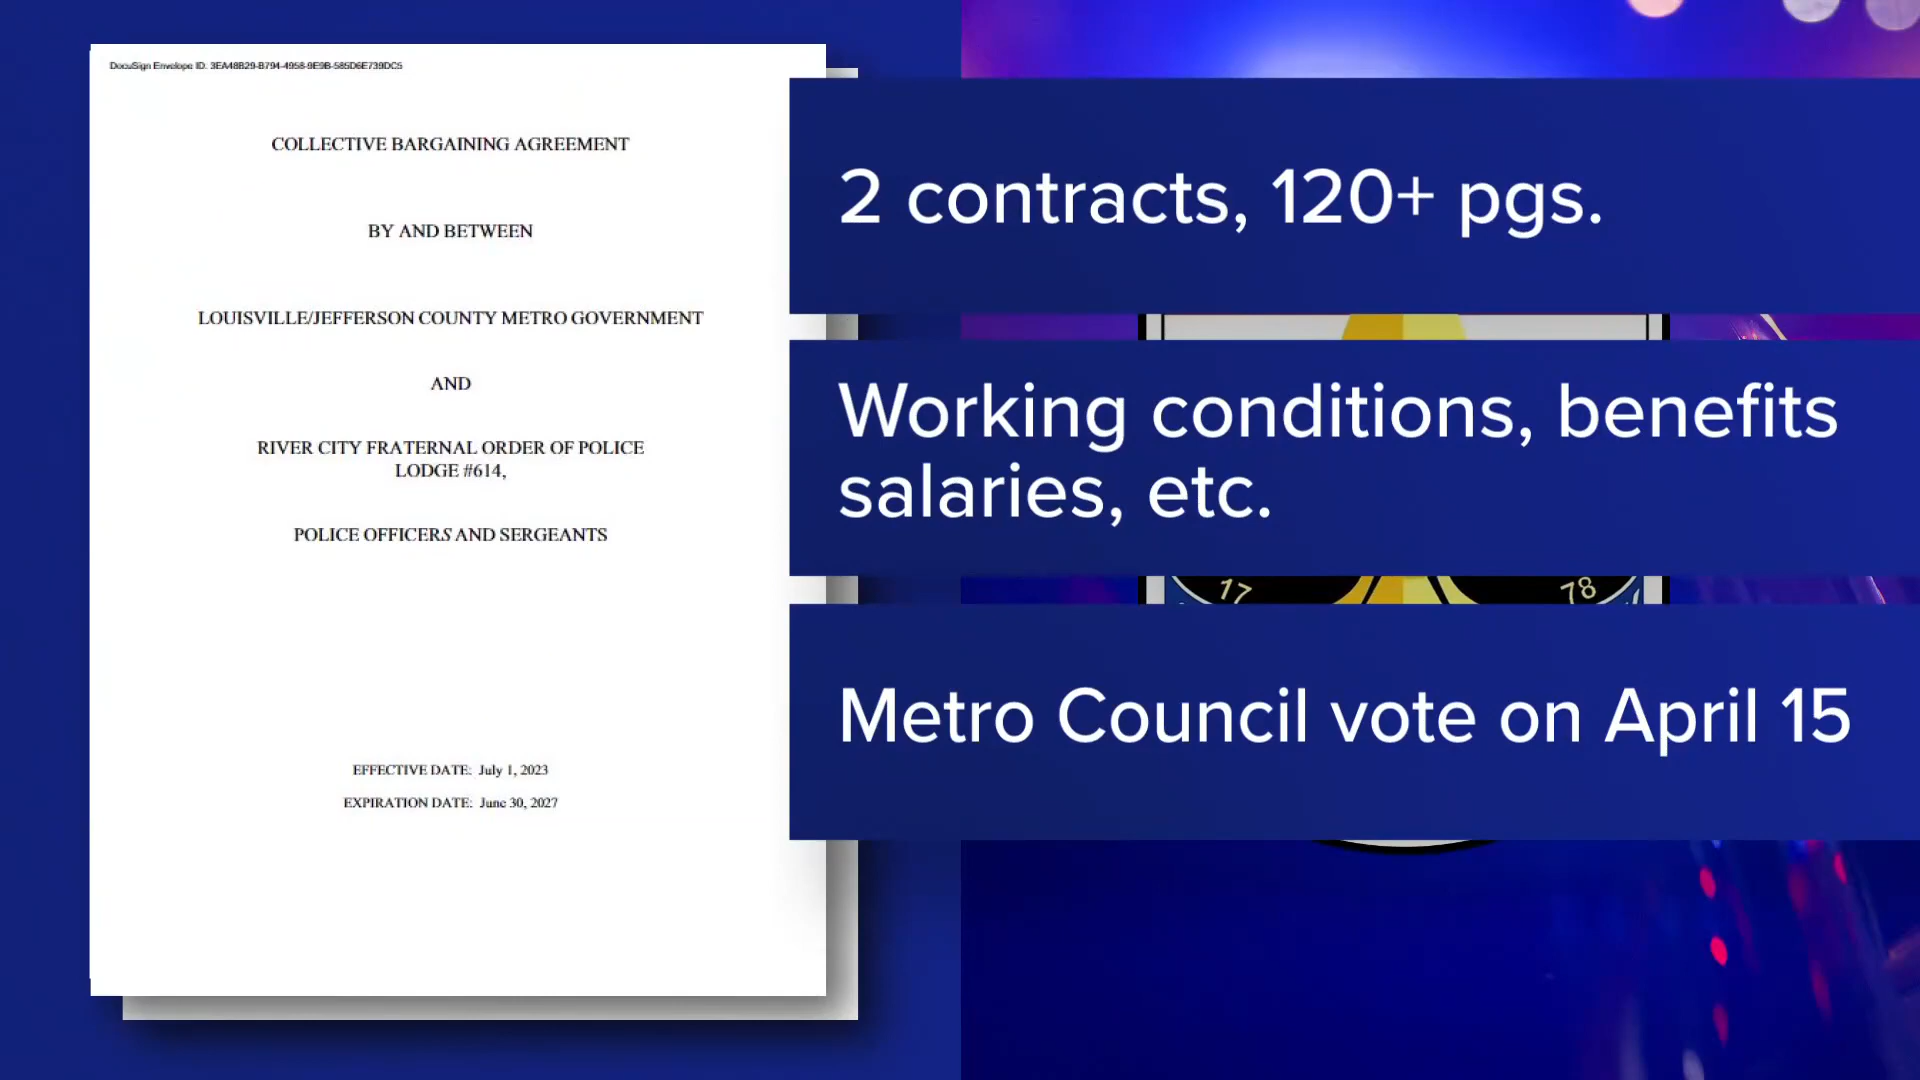 DocuSign Envelope ID: 3EA48B29-B794-4958-9E9B-585D6E739DC5
COLLECTIVE BARGAINING AGREEMENT
BY AND BETWEEN
LOUISVILLE/JEFFERSON COUNTY METRO GOVERNMENT
AND
RIVER CITY FRATERNAL ORDER OF POLICE
LODGE #614,
POLICE OFFICERS AND SERGEANTS
EFFECTIVE DATE: July 1, 2023
EXPIRATION DATE: June 30, 2027
2 contracts, 120+ pgs.
Working conditions, benefits
salaries, etc.
17 78
Metro Council vote on April 15